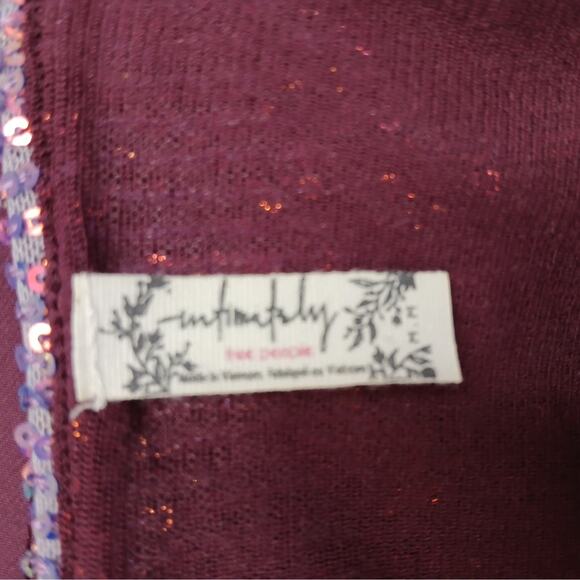 intimately
free people
Made in Vietnam. Fabriqué au Vietnam
M . M